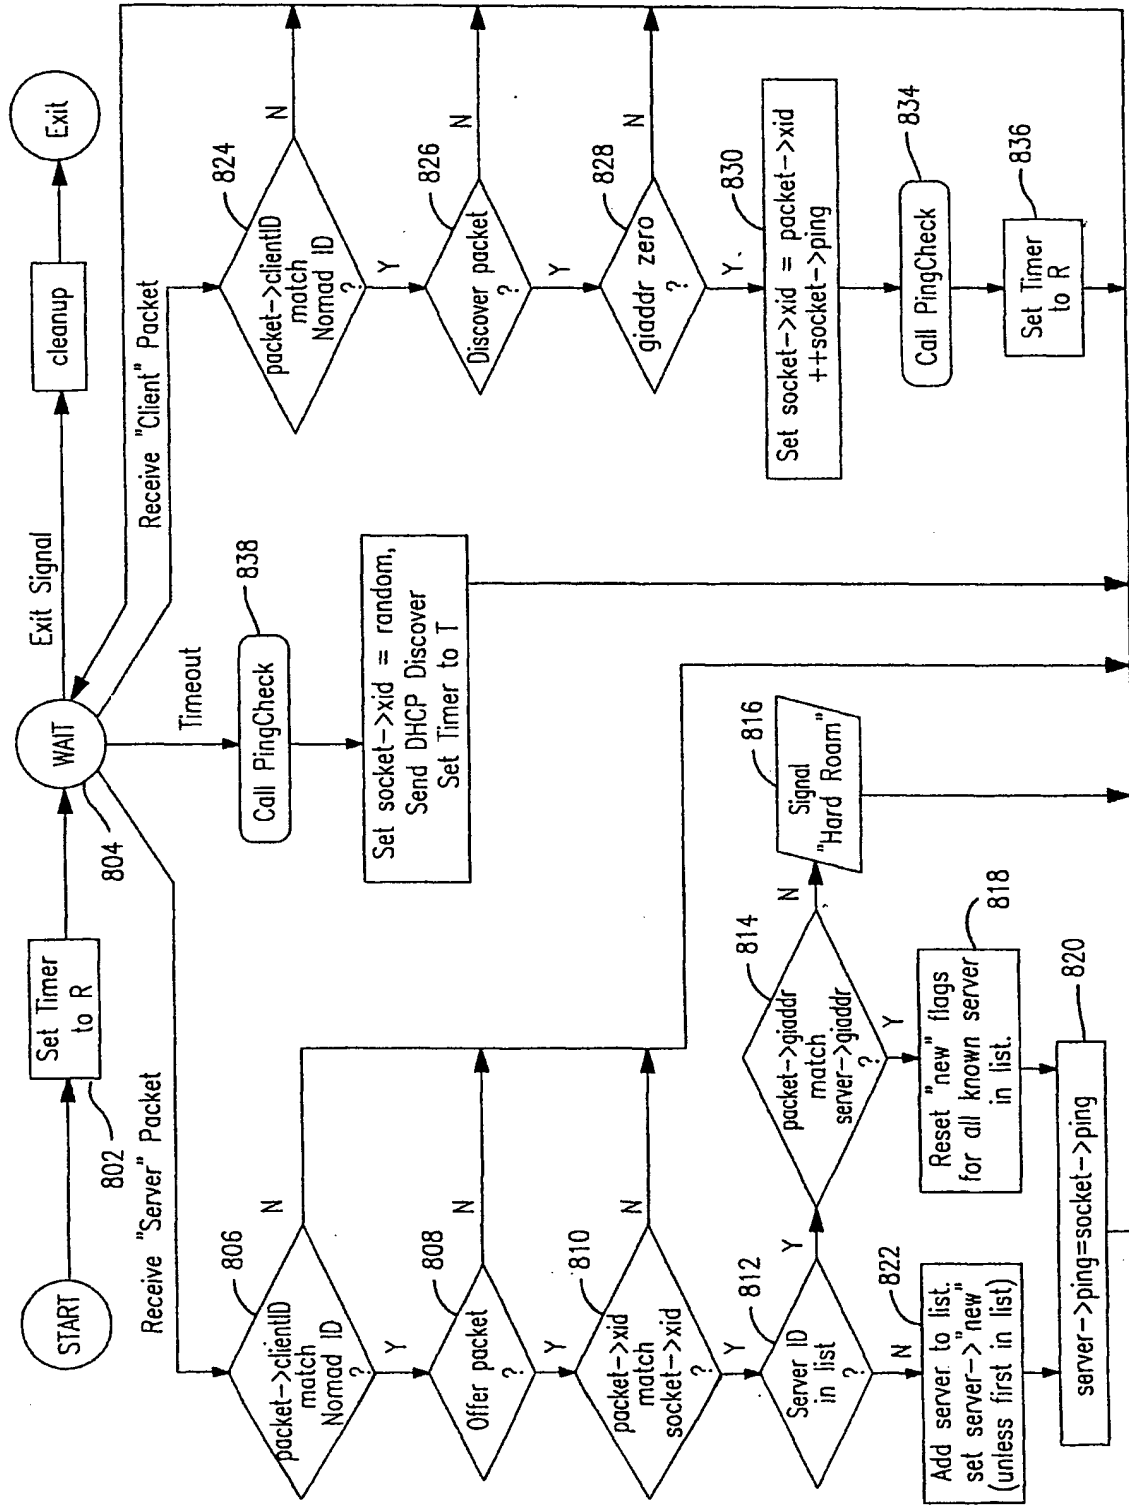 START
802
Set Timer
to R
804
WAIT
Exit Signal
cleanup
Exit
Receive "Server" Packet
806
packet->clientID
match
Nomad ID
?
N
Y
808
Offer packet
?
N
Y
810
packet->xid
match
socket->xid
?
N
Y
812
Server ID
in list
?
Y
N
814
packet->giaddr
match
server->giaddr
?
N
Y
816
Signal
"Hard Roam"
818
Reset "new" flags
for all known server
in list.
822
Add server to list.
set server->"new"
(unless first in list)
820
server->ping=socket->ping
Timeout
838
Call PingCheck
Set socket->xid = random,
Send DHCP Discover
Set Timer to T
Receive "Client" Packet
824
packet->clientID
match
Nomad ID
?
N
Y
826
Discover packet
?
N
Y
828
giaddr zero
?
N
Y
830
Set socket->xid = packet->xid
++socket->ping
834
Call PingCheck
836
Set Timer
to R